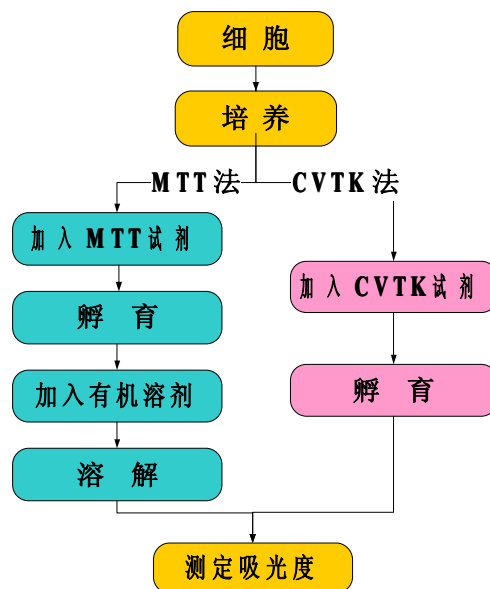 细胞
培养
MTT法
CVTK法
加入MTT试剂
孵育
加入有机溶剂
溶解
加入CVTK试剂
孵育
测定吸光度